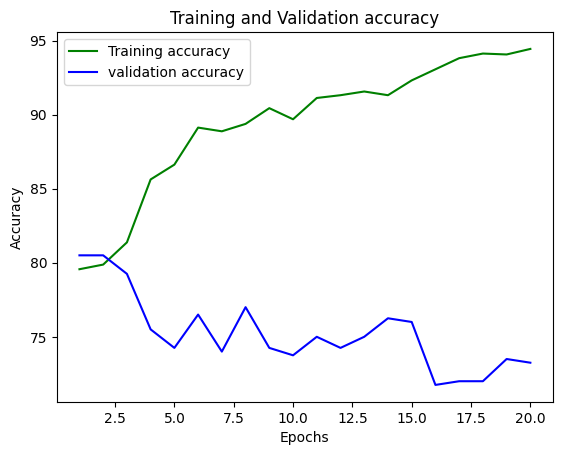 Training and Validation accuracy
Training accuracy
validation accuracy
Accuracy
95
90
85
80
75
2.5 5.0 7.5 10.0 12.5 15.0 17.5 20.0
Epochs